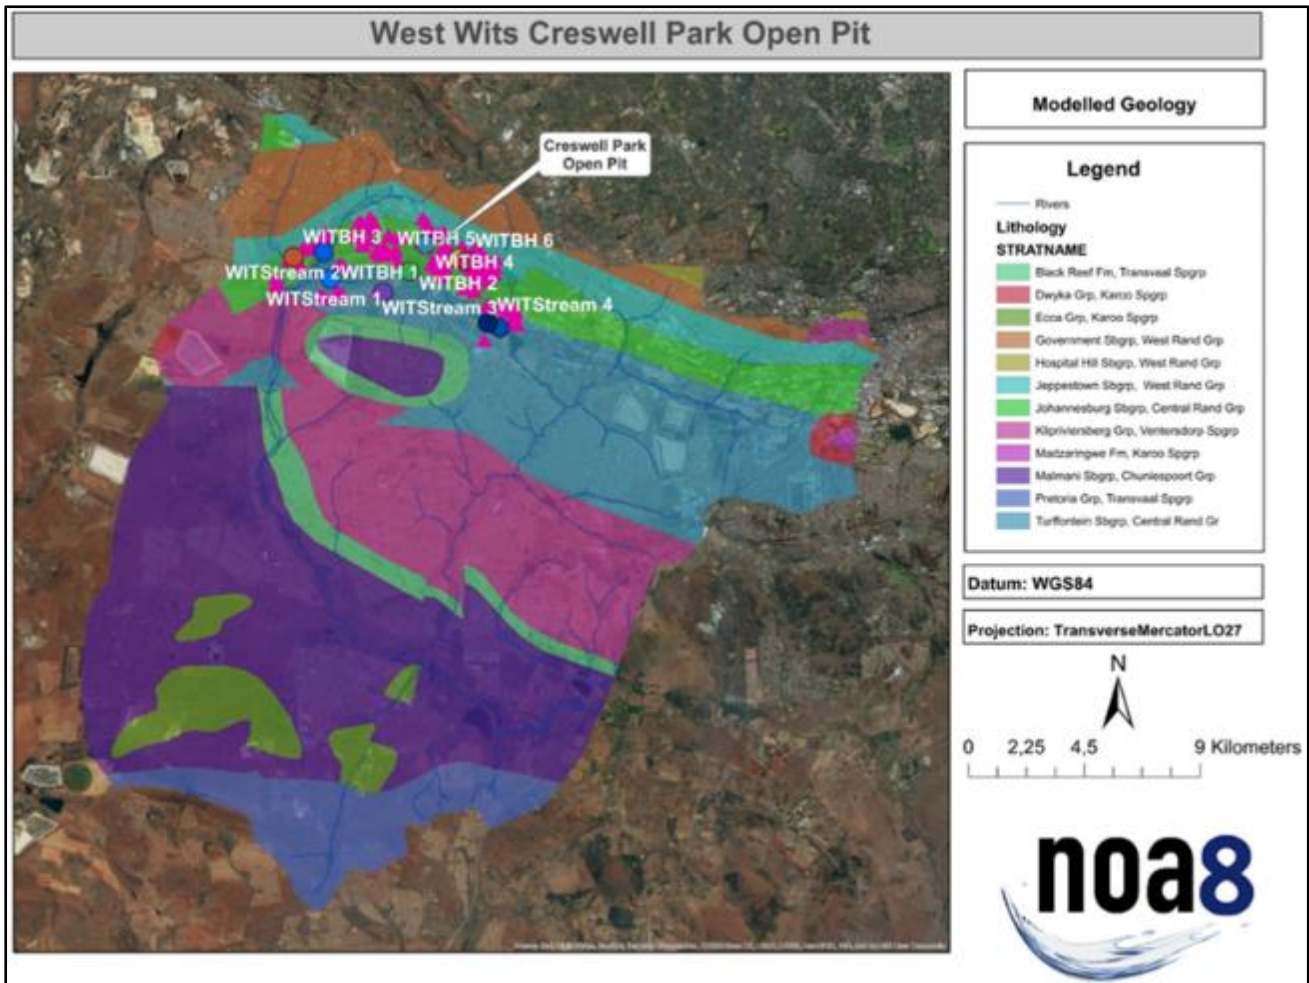 West Wits Creswell Park Open Pit
Creswell Park
Open Pit
WITBH 3
WITBH 5
WITBH 6
WITStream 2
WITBH 1
WITBH 4
WITBH 2
WITStream 1
WITStream 3
WITStream 4
Modelled Geology
Legend
Rivers
Lithology
STRATNAME
Black Reef Fm, Transvaal Spgrp
Dwyka Grp, Karoo Spgrp
Ecca Grp, Karoo Spgrp
Government Sbgrp, West Rand Grp
Hospital Hill Sbgrp, West Rand Grp
Jeppestown Sbgrp, West Rand Grp
Johannesburg Sbgrp, Central Rand Grp
Klipriviersberg Grp, Ventersdorp Spgrp
Madzaringwe Fm, Karoo Spgrp
Malmani Sbgrp, Chuniespoort Grp
Pretoria Grp, Transvaal Spgrp
Turffontein Sbgrp, Central Rand Gr
Datum: WGS84
Projection: TransverseMercatorLO27
N
0 2,25 4,5 9 Kilometers
noa8